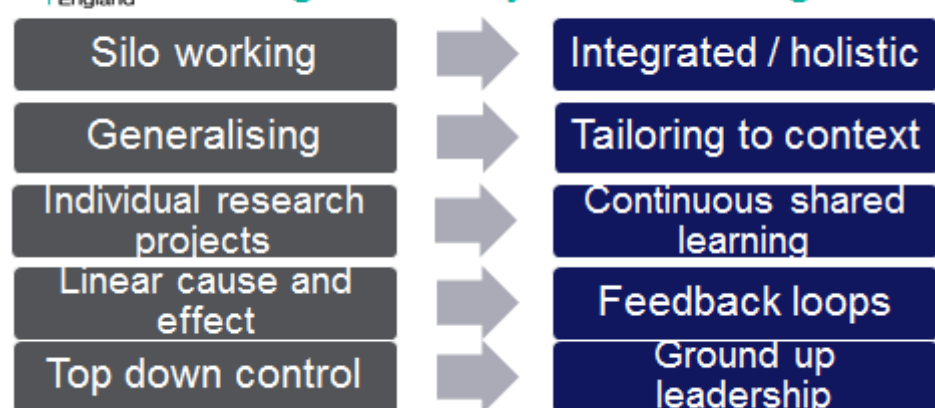 England
Silo working
Integrated / holistic
Generalising
Tailoring to context
Individual research
projects
Continuous shared
learning
Linear cause and
effect
Feedback loops
Top down control
Ground up
leadership